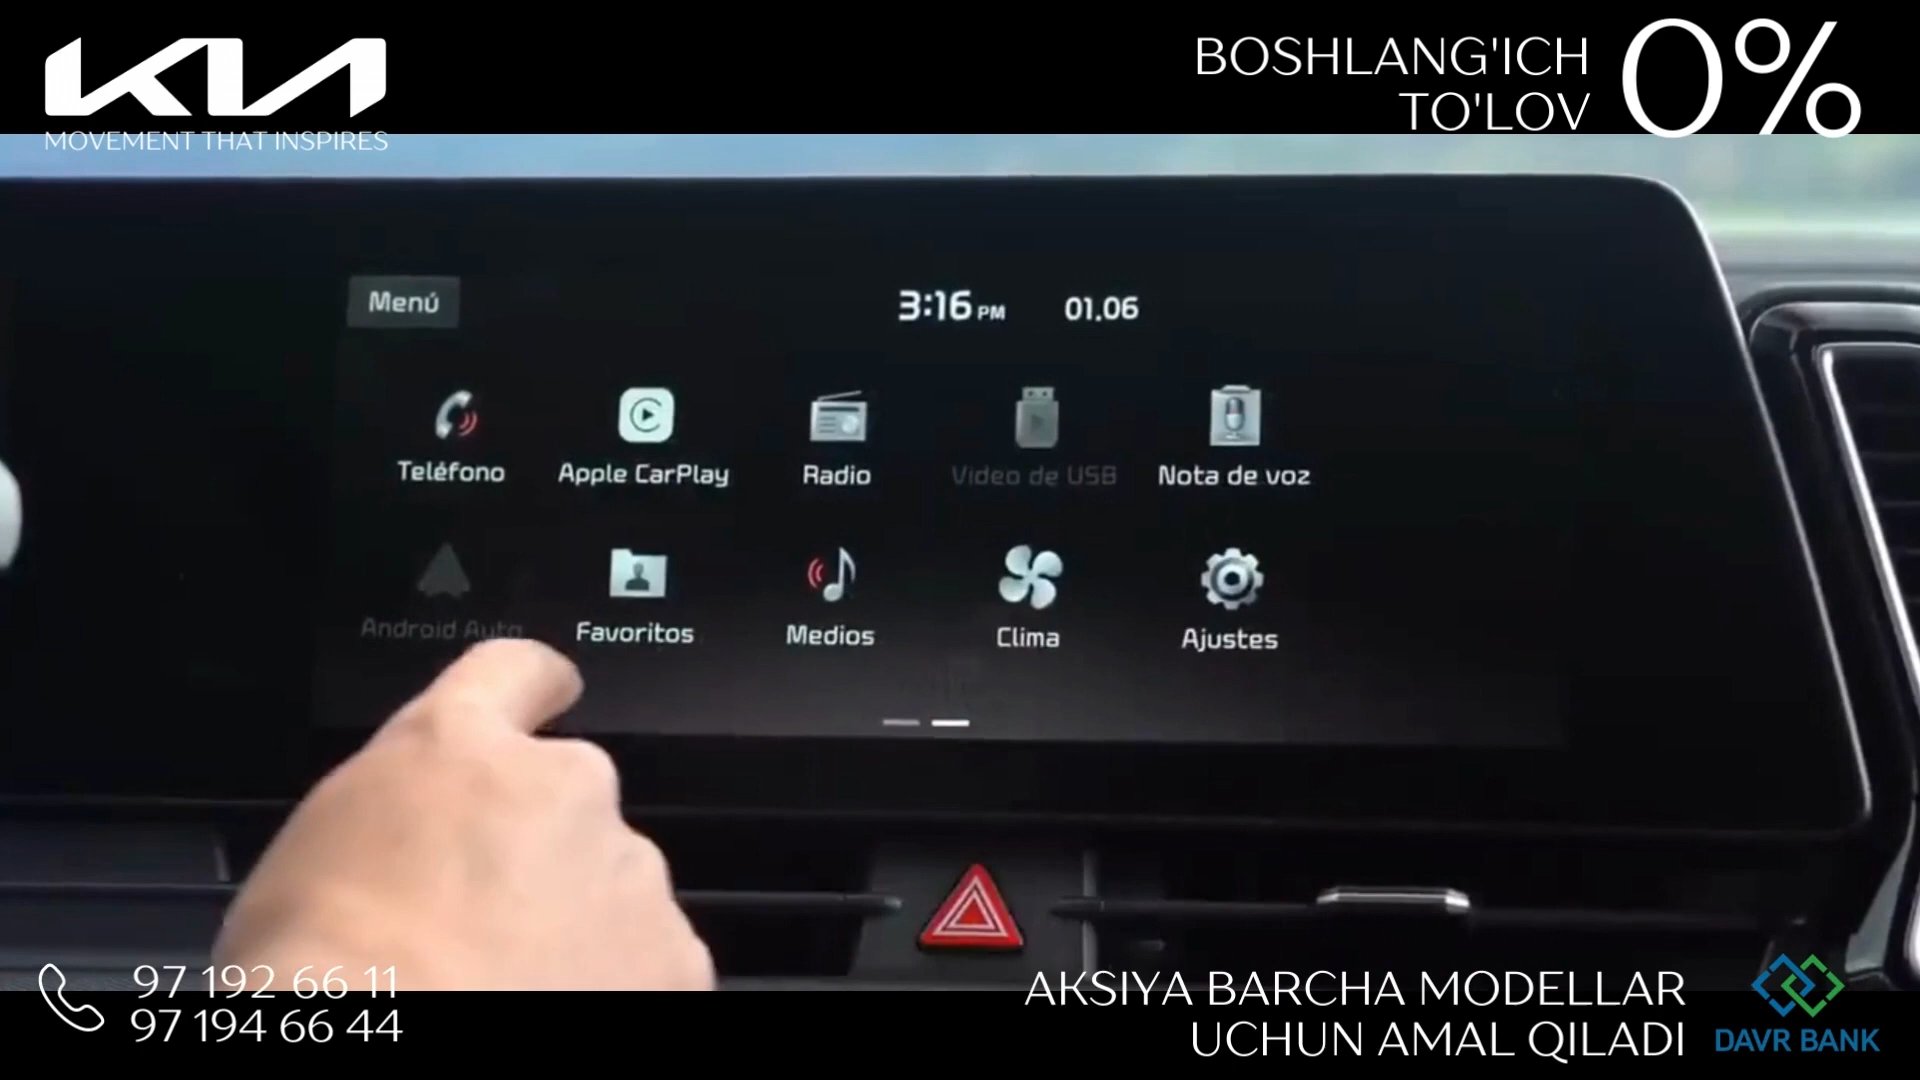 KIA
MOVEMENT THAT INSPIRES
BOSHLANG'ICH
TO'LOV
0%
Menú
3:16 PM 01.06
Teléfono Apple CarPlay Radio Video de USB Nota de voz
Android Auto Favoritos Medios Clima Ajustes
97 192 66 11
97 194 66 44
AKSIYA BARCHA MODELLAR
UCHUN AMAL QILADI
DAVR BANK